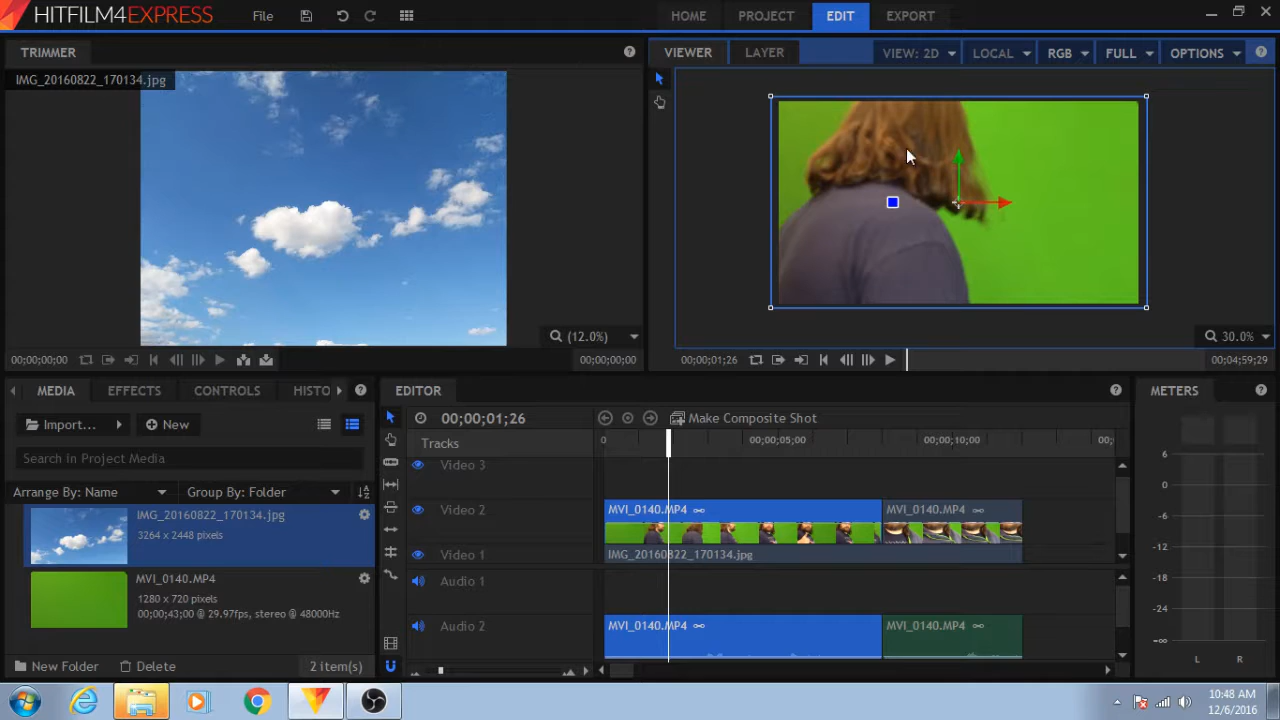 HITFILM4EXPRESS File HOME PROJECT EDIT EXPORT
TRIMMER
IMG_20160822_170134.jpg
(12.0%)
00;00;00;00 00;00;00;00
VIEWER LAYER VIEW: 2D LOCAL RGB FULL OPTIONS
30.0%
00;00;01;26 00;04;59;29
MEDIA EFFECTS CONTROLS HISTO
Import... New
Search in Project Media
Arrange By: Name Group By: Folder
IMG_20160822_170134.jpg
3264 x 2448 pixels
MVI_0140.MP4
1280 x 720 pixels
00;00;43;00 @ 29.97fps, stereo @ 48000Hz
New Folder Delete 2 item(s)
EDITOR
00;00;01;26 Make Composite Shot
Tracks 0 00;00;05;00 00;00;10;00 00;
Video 3
Video 2 MVI_0140.MP4 MVI_0140.MP4
Video 1 IMG_20160822_170134.jpg
Audio 1
Audio 2 MVI_0140.MP4 MVI_0140.MP4
METERS
6
0
-6
-12
-18
-24
-∞
L R
10:48 AM
12/6/2016